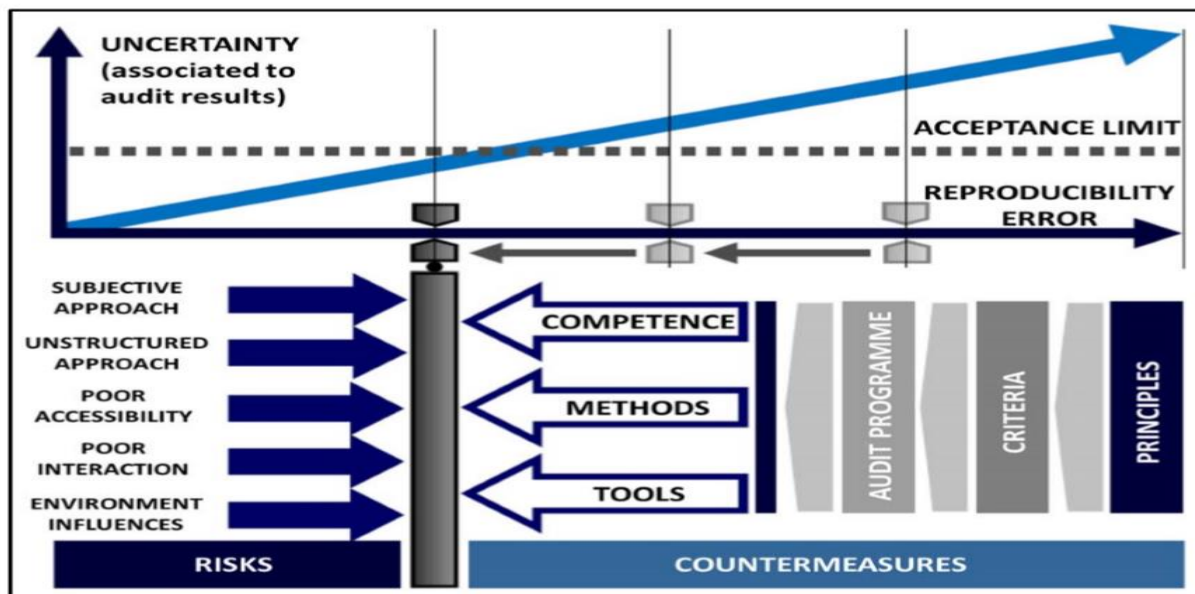 UNCERTAINTY
(associated to
audit results)
ACCEPTANCE LIMIT
REPRODUCIBILITY
ERROR
SUBJECTIVE
APPROACH
UNSTRUCTURED
APPROACH
POOR
ACCESSIBILITY
POOR
INTERACTION
ENVIRONMENT
INFLUENCES
COMPETENCE
METHODS
TOOLS
AUDIT PROGRAMME
CRITERIA
PRINCIPLES
RISKS
COUNTERMEASURES